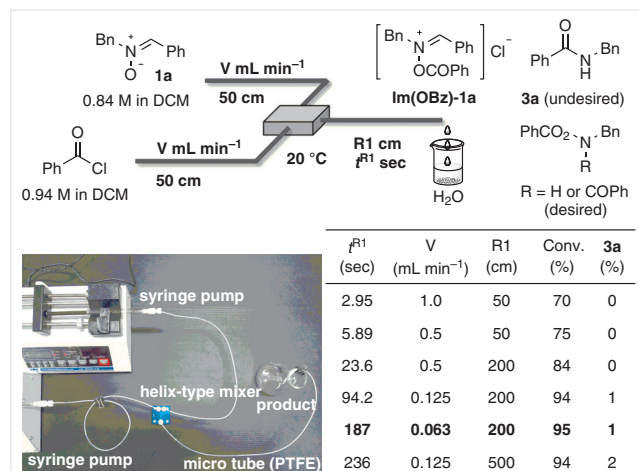 Bn N⁺ O⁻ Ph
1a
0.84 M in DCM
V mL min⁻¹
50 cm
O
Ph Cl
0.94 M in DCM
V mL min⁻¹
50 cm
20 °C
R1 cm
tᴿ¹ sec
H₂O
Bn N⁺ Ph Cl⁻
OCOPh
Im(OBz)-1a
O Bn
Ph N
H
3a (undesired)
PhCO₂ N Bn
R
R = H or COPh
(desired)
syringe pump
helix-type mixer
product
syringe pump
micro tube (PTFE)
tᴿ¹ V R1 Conv. 3a
(sec) (mL min⁻¹) (cm) (%) (%)
2.95 1.0 50 70 0
5.89 0.5 50 75 0
23.6 0.5 200 84 0
94.2 0.125 200 94 1
187 0.063 200 95 1
236 0.125 500 94 2